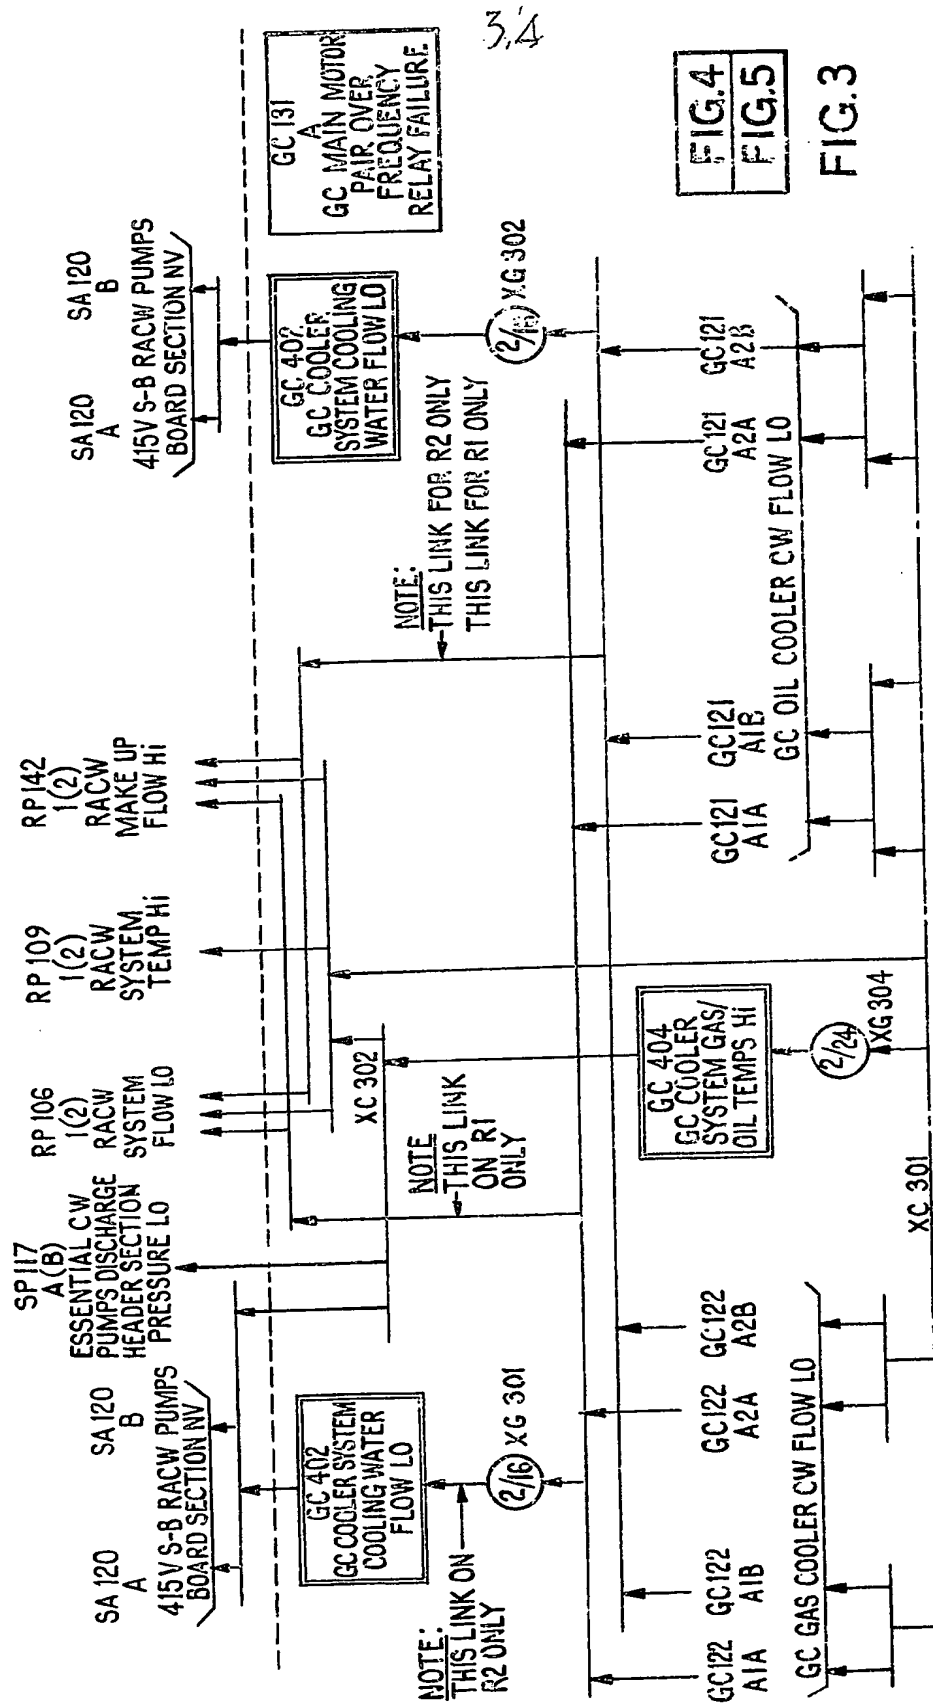 3,4
SA 120
A
SA 120
B
415V S-B RACW PUMPS
BOARD SECTION NV
SP117
A(B)
ESSENTIAL CW
PUMPS DISCHARGE
HEADER SECTION
PRESSURE LO
RP106
1(2)
RACW
SYSTEM
FLOW LO
RP109
1(2)
RACW
SYSTEM
TEMP Hi
RP142
1(2)
RACW
MAKE UP
FLOW Hi
SA 120
A
SA 120
B
415V S-B RACW PUMPS
BOARD SECTION NV
GC 402
GC COOLER SYSTEM
COOLING WATER
FLOW LO
XC 302
GC 402
GC COOLER
SYSTEM COOLING
WATER FLOW LO
GC 131
A
GC MAIN MOTOR
PAIR OVER
FREQUENCY
RELAY FAILURE
NOTE:
THIS LINK ON
R2 ONLY
2/16
XG 301
NOTE
THIS LINK
ON R1
ONLY
NOTE:
THIS LINK FOR R2 ONLY
THIS LINK FOR R1 ONLY
XG 302
GC122
A1A
GC122
A1B
GC122
A2A
GC122
A2B
GC GAS COOLER CW FLOW LO
GC 404
GC COOLER
SYSTEM GAS/
OIL TEMPS Hi
2/24
XG304
XC 301
GC121
A1A
GC121
A1B
GC121
A2A
GC121
A2B
GC OIL COOLER CW FLOW LO
FIG.4
FIG.5
FIG.3